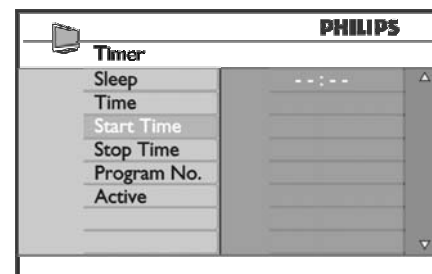 PHILIPS
Timer
Sleep --:--
Time
Start Time
Stop Time
Program No.
Active